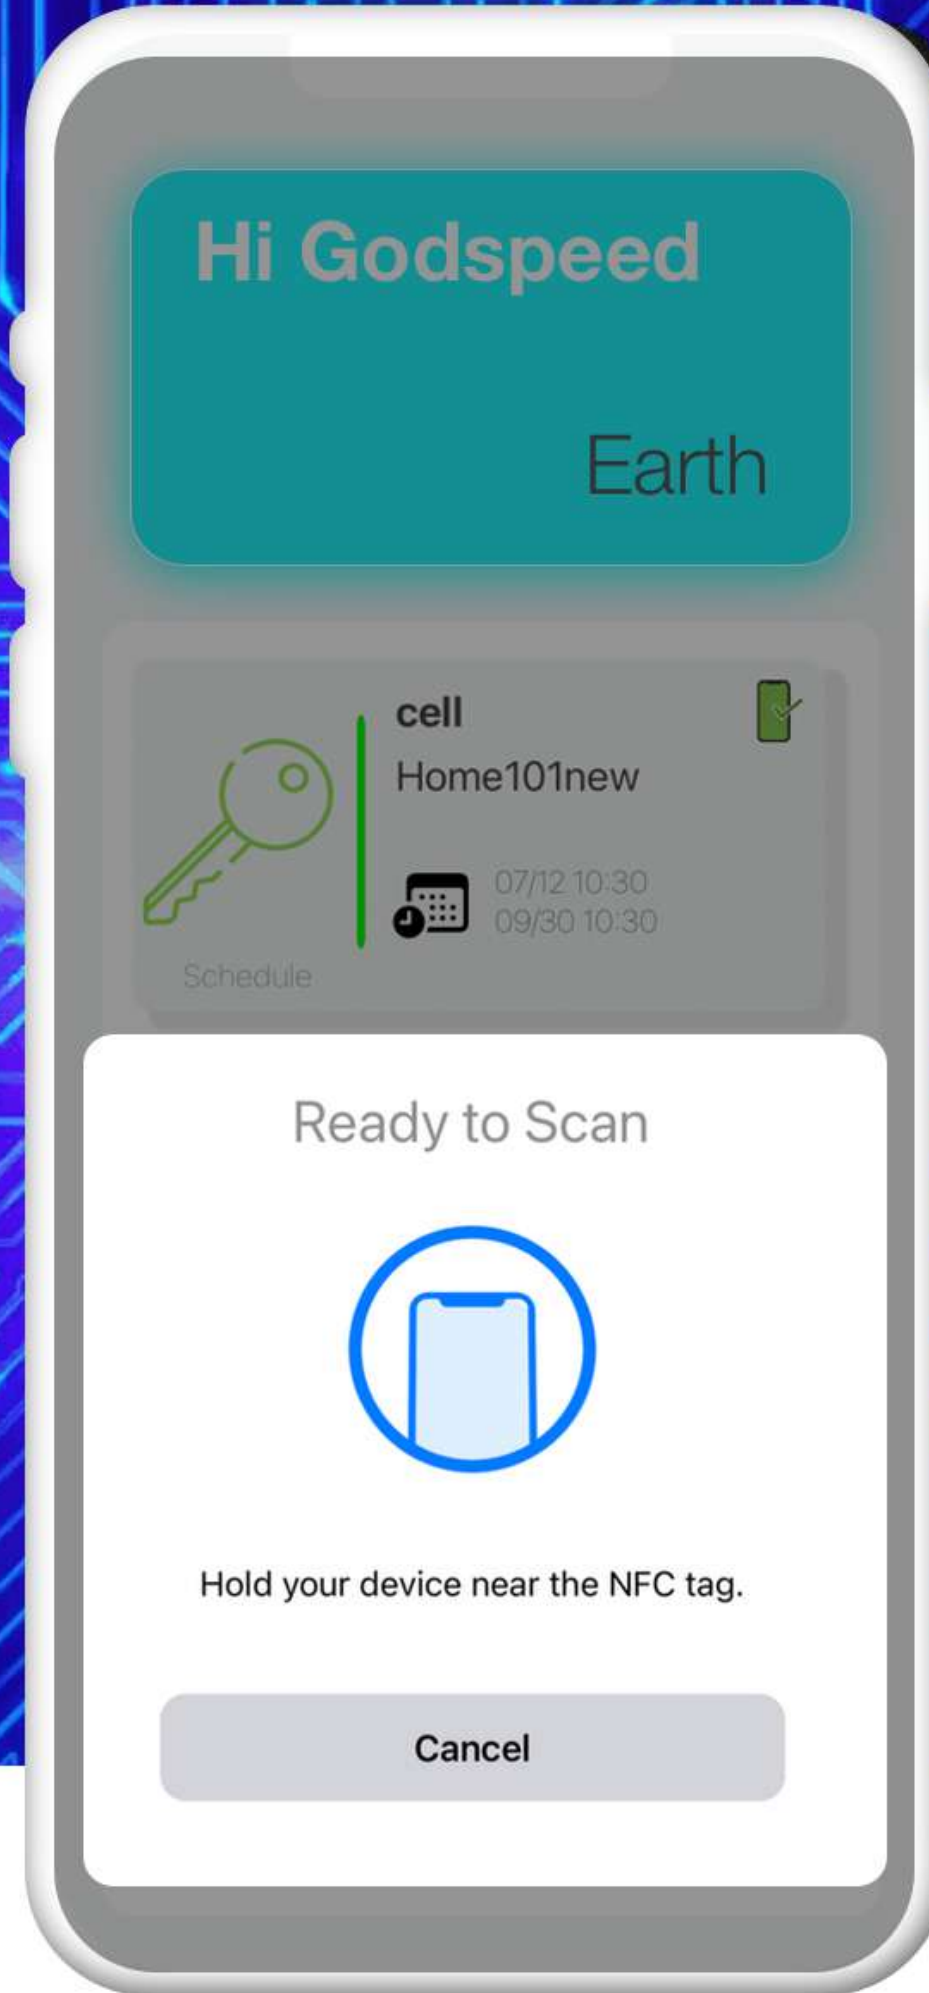 Hi Godspeed
Earth
cell
Home101new
07/12 10:30
09/30 10:30
Schedule
Ready to Scan
Hold your device near the NFC tag.
Cancel